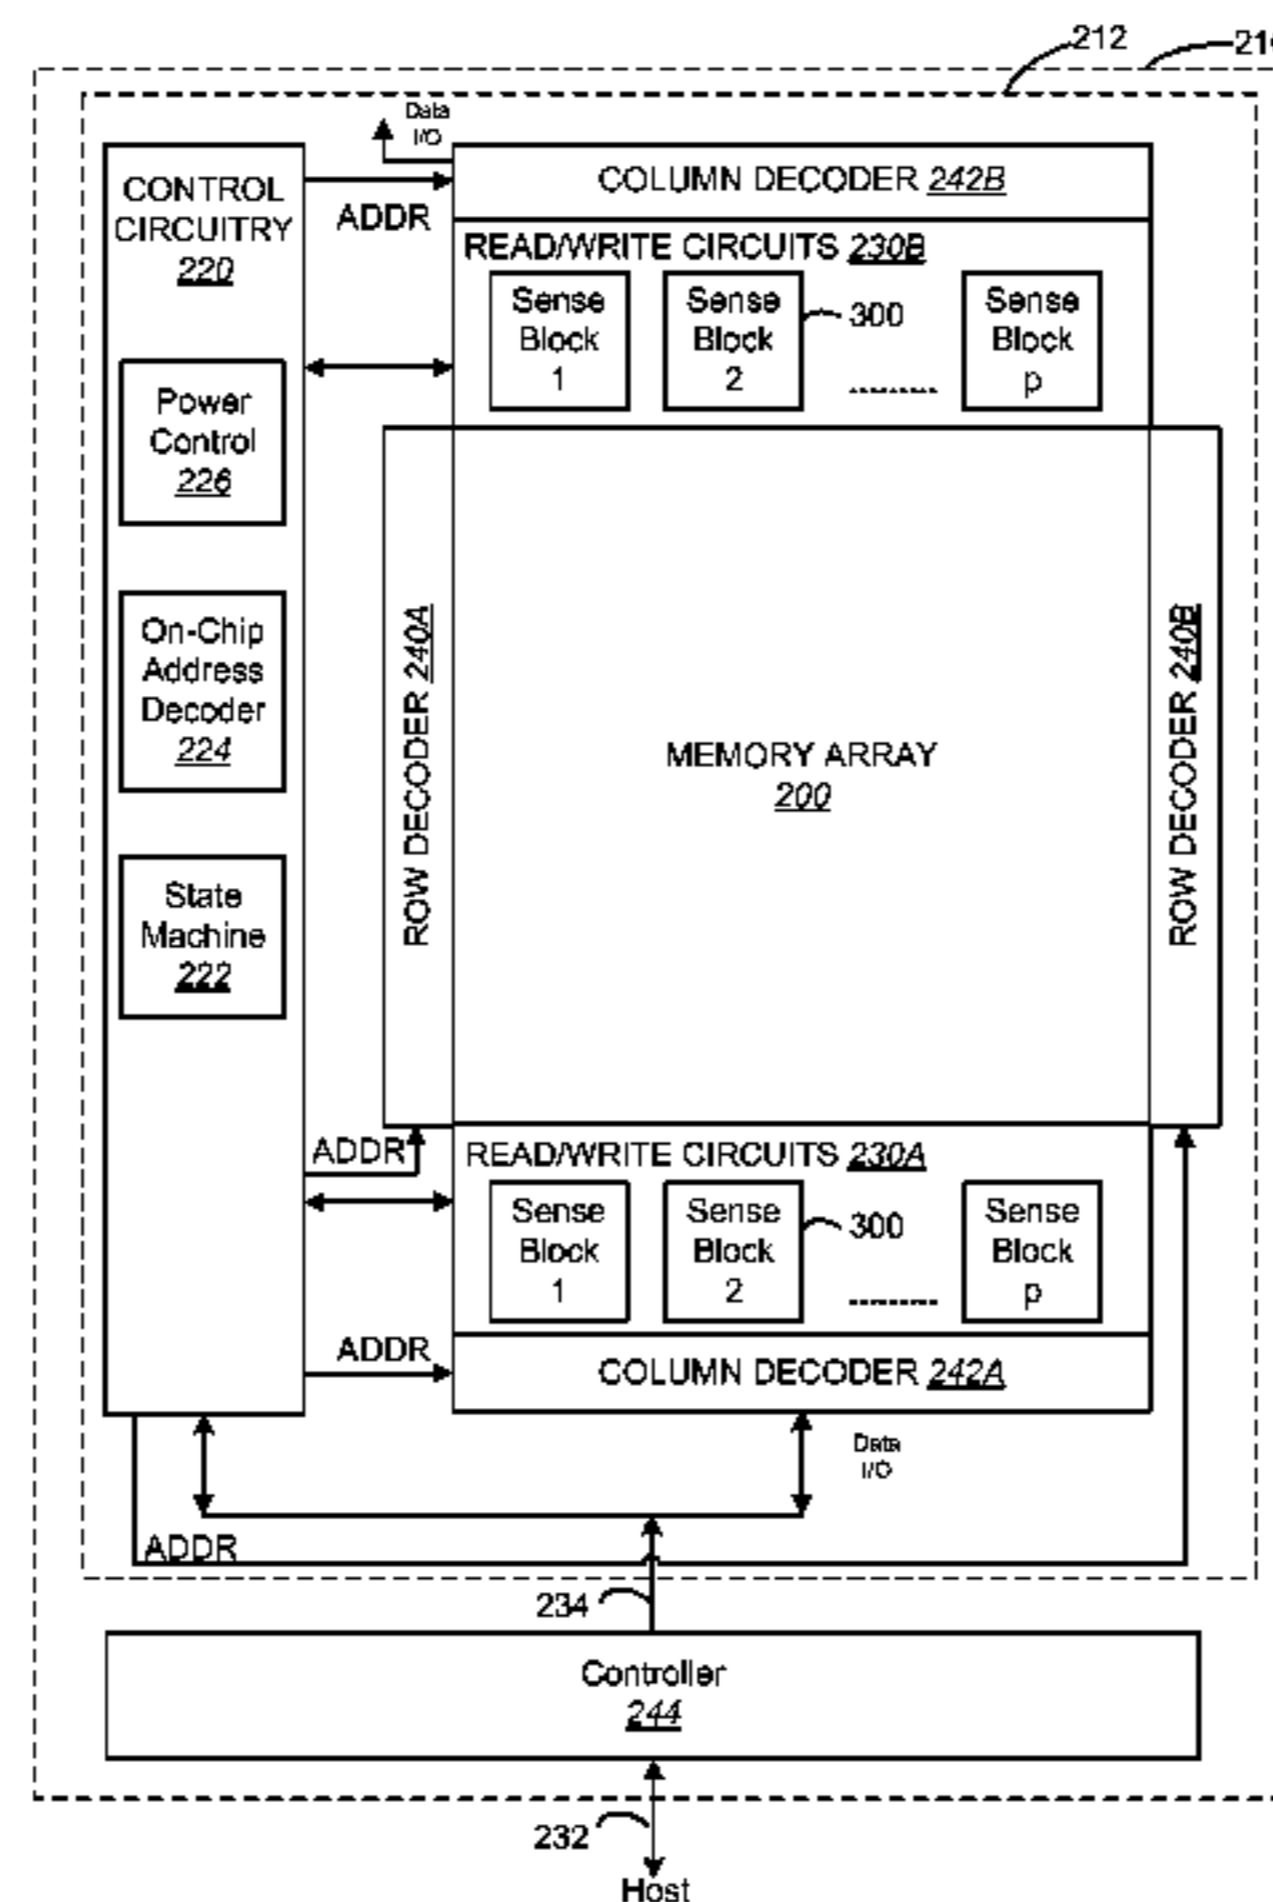 212
Data
I/O
CONTROL
CIRCUITRY
220
ADDR
COLUMN DECODER 242B
READ/WRITE CIRCUITS 230B
Sense
Block
1
Sense
Block
2
300
.........
Sense
Block
p
Power
Control
226
On-Chip
Address
Decoder
224
State
Machine
222
ROW DECODER 240A
MEMORY ARRAY
200
ROW DECODER 240B
ADDR
READ/WRITE CIRCUITS 230A
Sense
Block
1
Sense
Block
2
300
.........
Sense
Block
p
ADDR
COLUMN DECODER 242A
Data
I/O
ADDR
234
Controller
244
232
Host